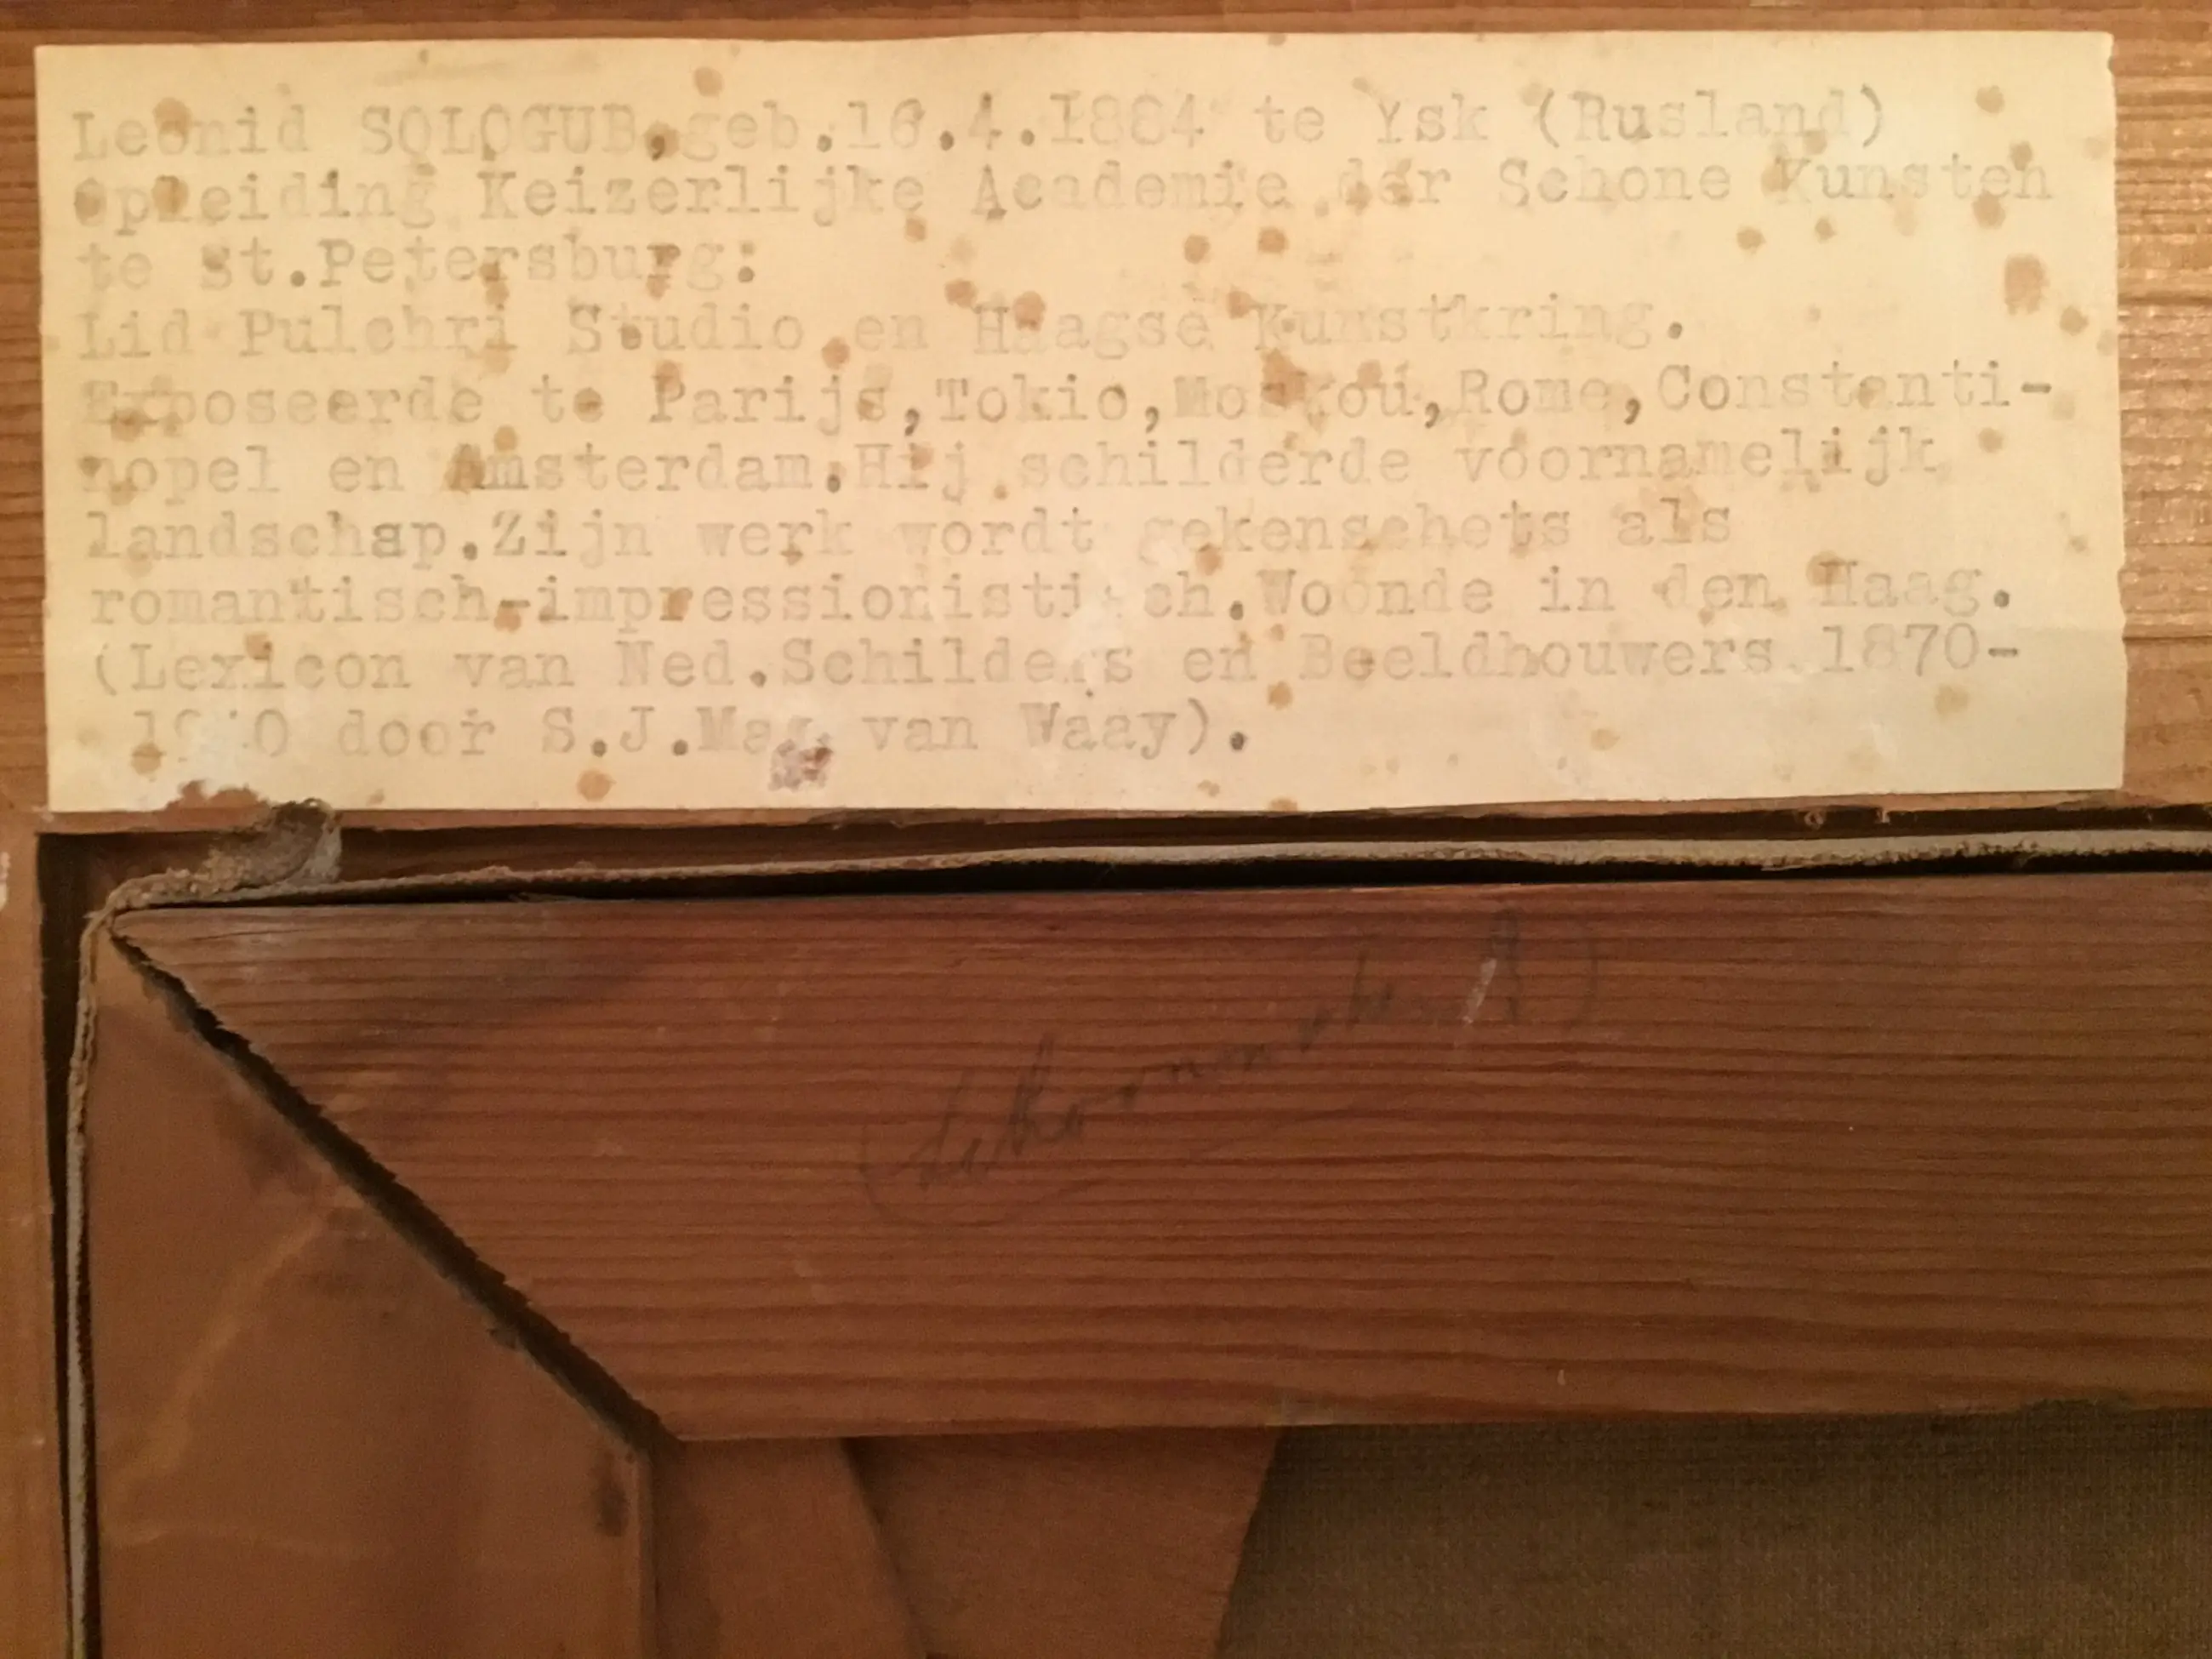 Leonid SOLOGUB,geb.16.4.1884 te Ysk (Rusland)
Opleiding Keizerlijke Academie der Schone Kunsten
te St.Petersburg:
Lid Pulchri Studio en Haagse Kunstkring.
Exposeerde te Parijs,Tokio,Moskou,Rome,Constanti-
nopel en Amsterdam.Hij schilderde voornamelijk
landschap.Zijn werk wordt gekenschets als
romantisch-impressionistisch.Woonde in den Haag.
(Lexicon van Ned.Schilders en Beeldhouwers 1870-
door S.J.Mak van Waay).